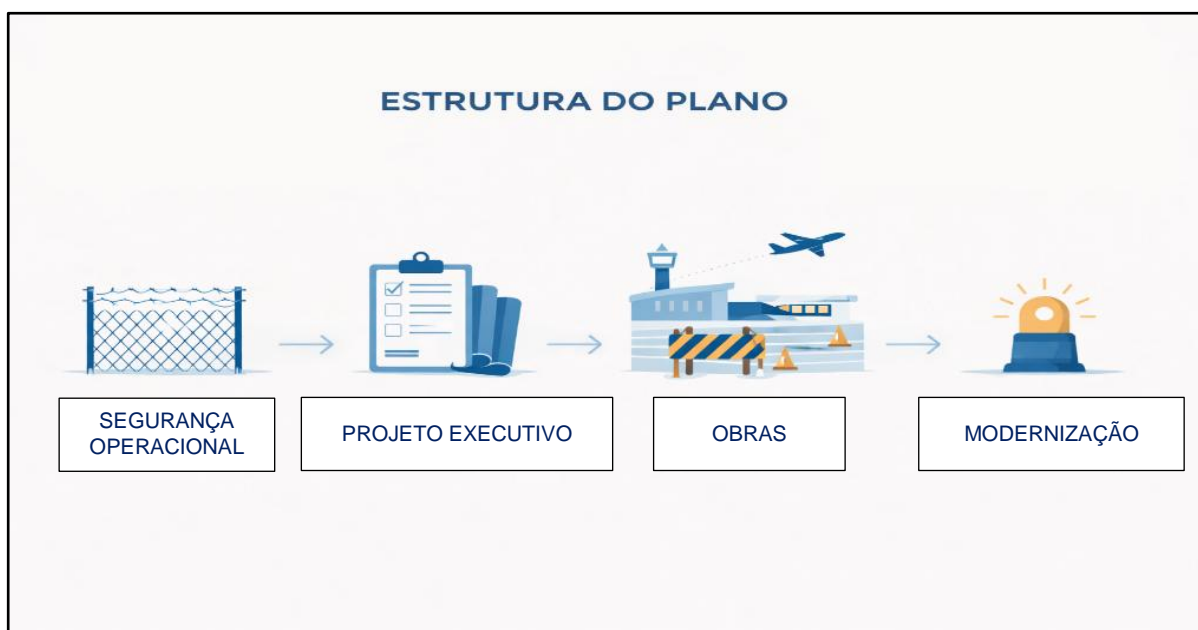 ESTRUTURA DO PLANO
SEGURANÇA
OPERACIONAL
PROJETO EXECUTIVO
OBRAS
MODERNIZAÇÃO